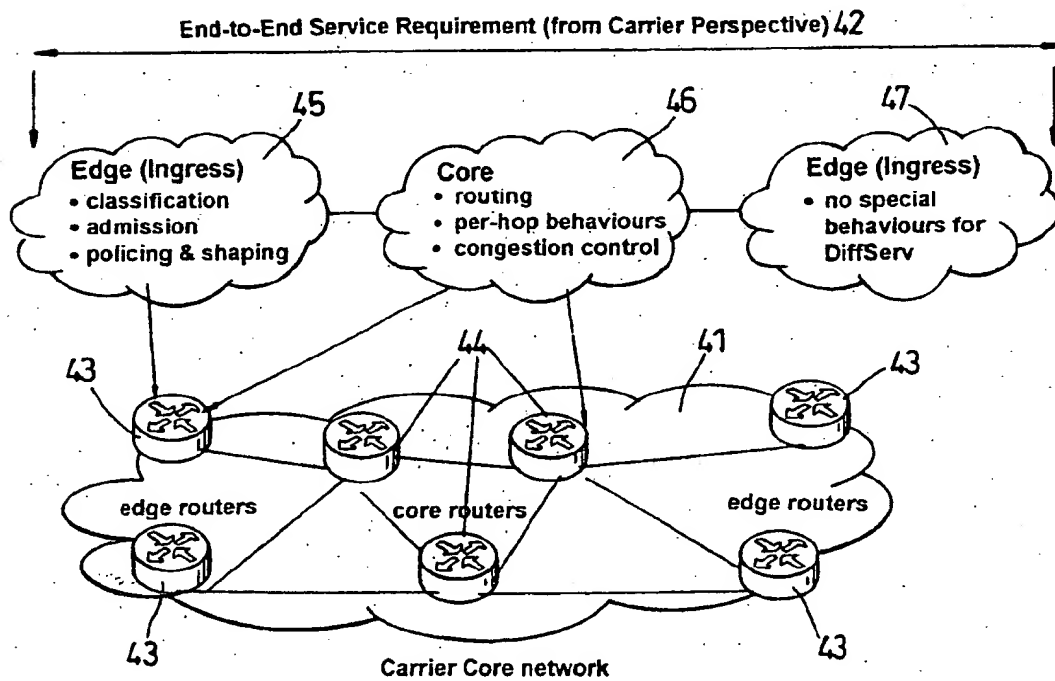 End-to-End Service Requirement (from Carrier Perspective) 42
45
46
47
Edge (Ingress)
• classification
• admission
• policing & shaping
Core
• routing
• per-hop behaviours
• congestion control
Edge (Ingress)
• no special
behaviours for
DiffServ
43
44
41
43
edge routers
core routers
edge routers
43
43
Carrier Core network